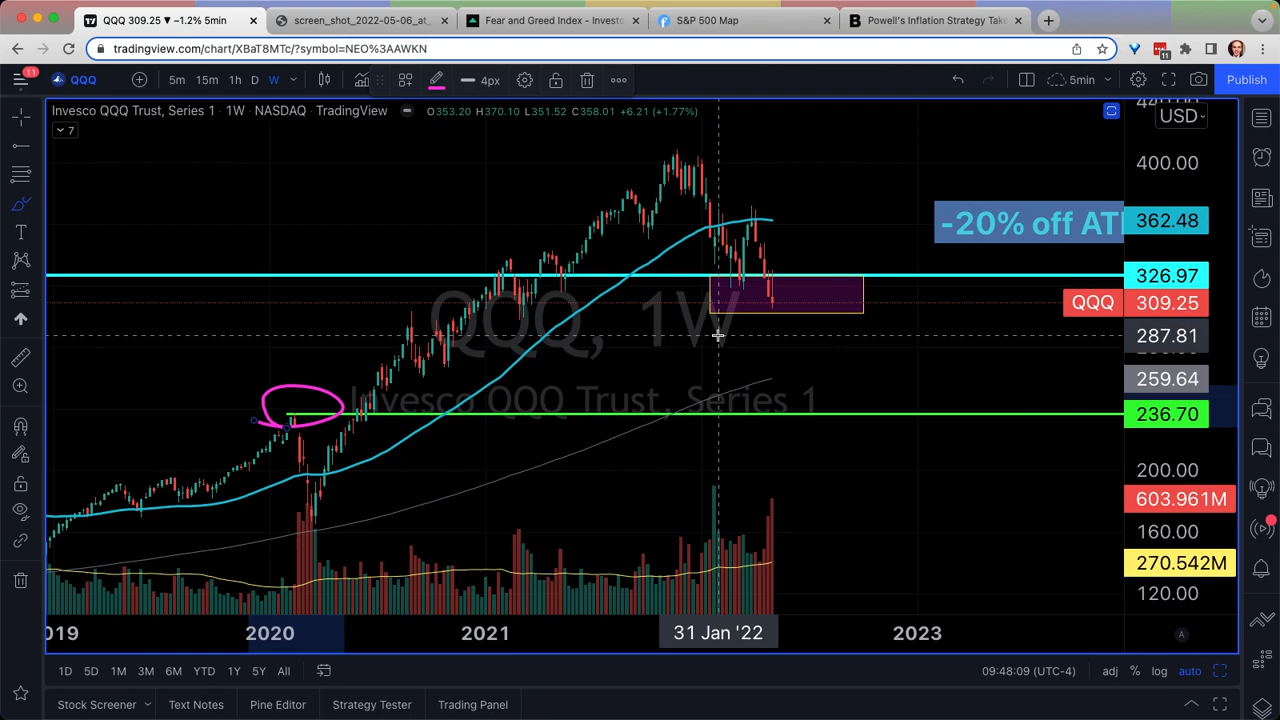 QQQ 309.25 ▼ −1.2% 5min
screen_shot_2022-05-06_at_
Fear and Greed Index - Investo
S&P 500 Map
Powell's Inflation Strategy Take
tradingview.com/chart/XBaT8MTc/?symbol=NEO%3AAWKN
11
11
QQQ
5m 15m 1h D W
4px
5min
Publish
Invesco QQQ Trust, Series 1 · 1W · NASDAQ · TradingView
O353.20 H370.10 L351.52 C358.01 +6.21 (+1.77%)
USD
7
400.00
-20% off AT
362.48
326.97
QQQ 309.25
287.81
QQQ, 1W
Invesco QQQ Trust, Series 1
259.64
236.70
200.00
603.961M
160.00
270.542M
120.00
019
2020
2021
31 Jan '22
2023
A
1D 5D 1M 3M 6M YTD 1Y 5Y All
09:48:09 (UTC-4)
adj % log auto
Stock Screener
Text Notes
Pine Editor
Strategy Tester
Trading Panel